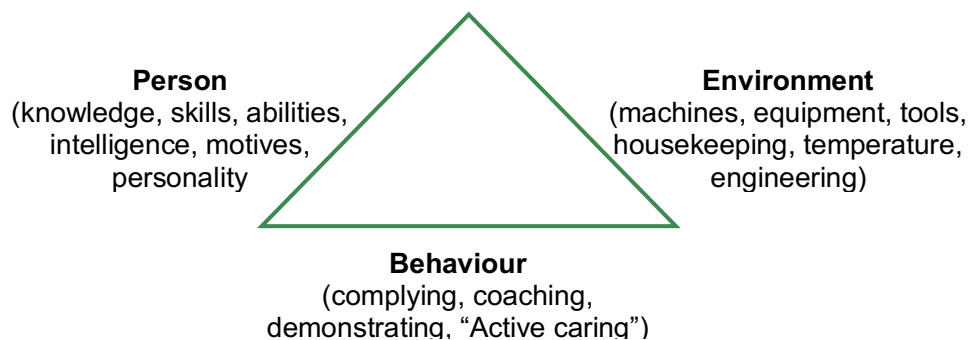 Person
(knowledge, skills, abilities,
intelligence, motives,
personality
Environment
(machines, equipment, tools,
housekeeping, temperature,
engineering)
Behaviour
(complying, coaching,
demonstrating, “Active caring”)